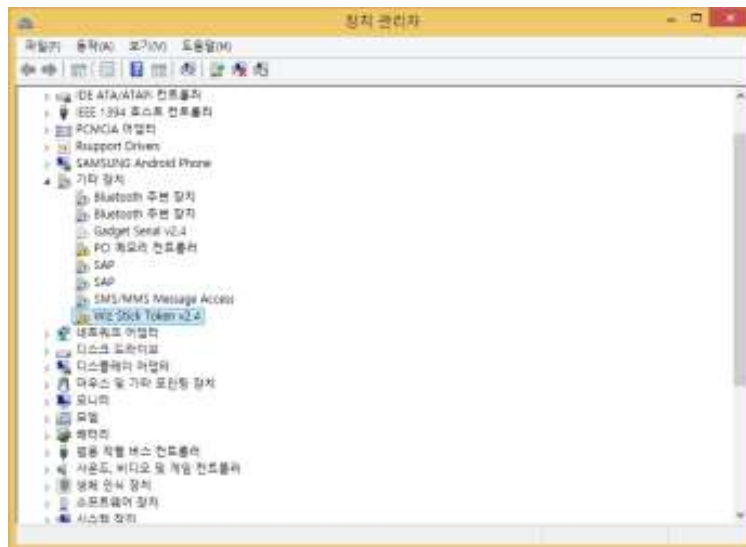 장치 관리자
파일(F) 동작(A) 보기(V) 도움말(H)
IDE ATA/ATAPI 컨트롤러
IEEE 1394 호스트 컨트롤러
PCMCIA 어댑터
Rsupport Drivers
SAMSUNG Android Phone
기타 장치
Bluetooth 주변 장치
Bluetooth 주변 장치
Gadget Serial v2.4
PCI 메모리 컨트롤러
SAP
SAP
SMS/MMS Message Access
Wiz Stick Token v2.4
네트워크 어댑터
디스크 드라이브
디스플레이 어댑터
마우스 및 기타 포인팅 장치
모니터
모뎀
배터리
범용 직렬 버스 컨트롤러
사운드, 비디오 및 게임 컨트롤러
생체 인식 장치
소프트웨어 장치
시스템 장치